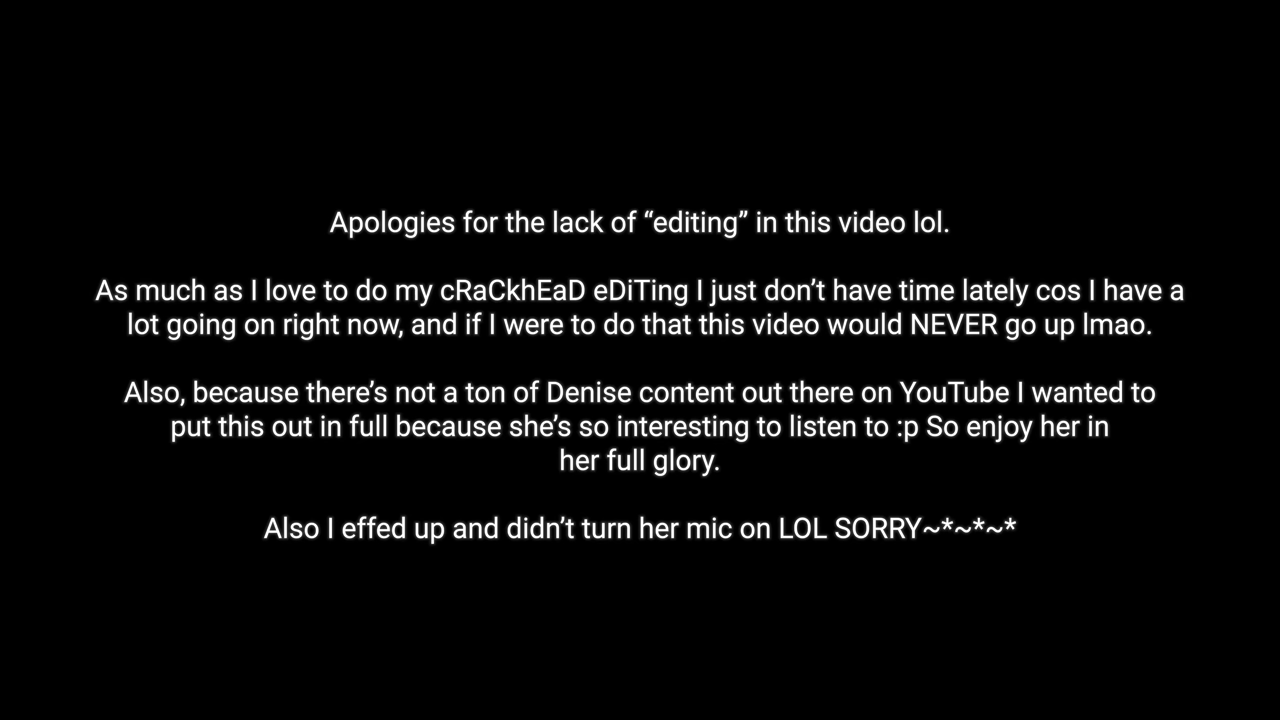 Apologies for the lack of “editing” in this video lol.
As much as I love to do my cRaCkhEaD eDiTing I just don’t have time lately cos I have a
lot going on right now, and if I were to do that this video would NEVER go up lmao.
Also, because there’s not a ton of Denise content out there on YouTube I wanted to
put this out in full because she’s so interesting to listen to :p So enjoy her in
her full glory.
Also I effed up and didn’t turn her mic on LOL SORRY~*~*~*